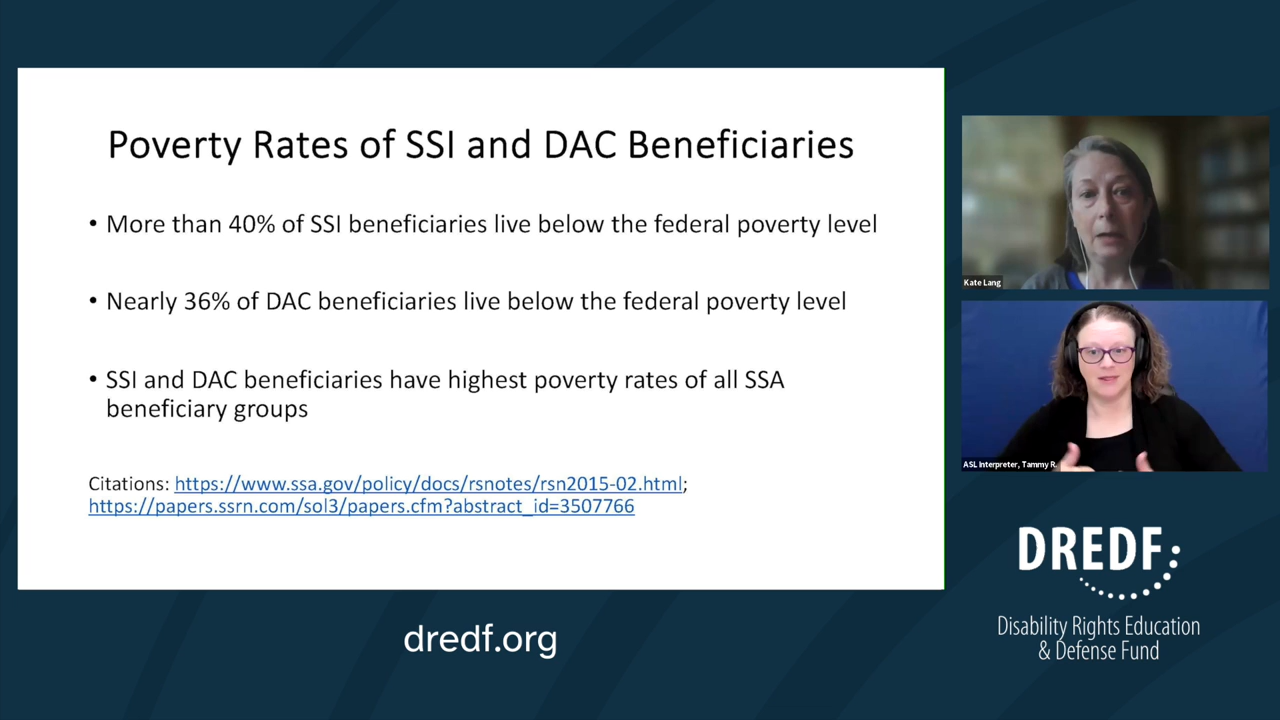 Poverty Rates of SSI and DAC Beneficiaries
• More than 40% of SSI beneficiaries live below the federal poverty level
• Nearly 36% of DAC beneficiaries live below the federal poverty level
• SSI and DAC beneficiaries have highest poverty rates of all SSA
beneficiary groups
Citations: https://www.ssa.gov/policy/docs/rsnotes/rsn2015-02.html;
https://papers.ssrn.com/sol3/papers.cfm?abstract_id=3507766
Kate Lang
ASL Interpreter, Tammy R.
DREDF
Disability Rights Education
& Defense Fund
dredf.org